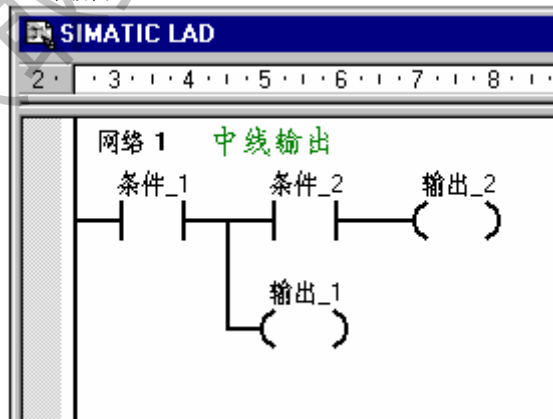 SIMATIC LAD
2 · · 3 · ı · 4 · ı · 5 · ı · 6 · ı · 7 · ı · 8 · ı ·
网络 1 中线输出
条件_1 条件_2 输出_2
输出_1